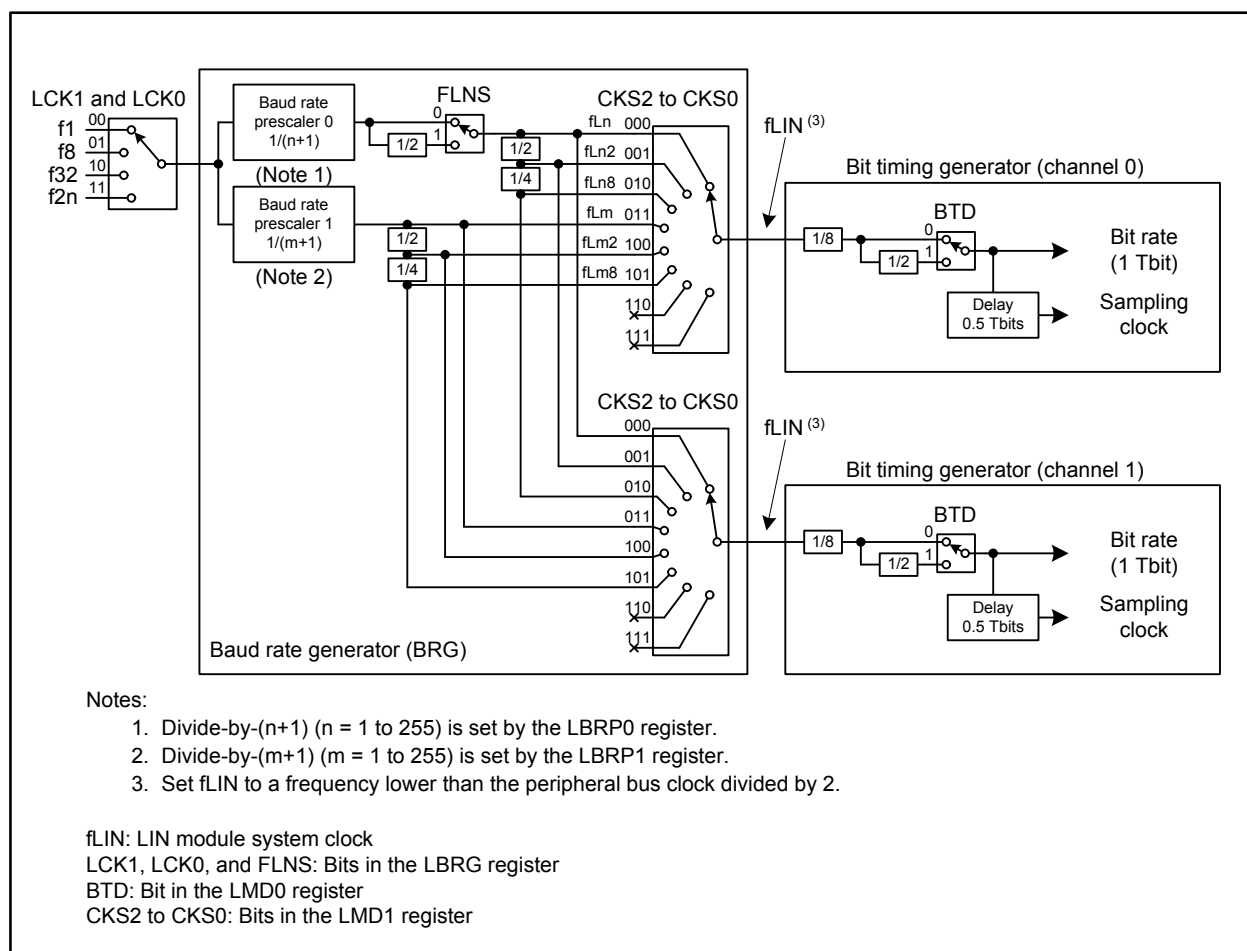 LCK1 and LCK0
00
f1
01
f8
10
f32
11
f2n
Baud rate
prescaler 0
1/(n+1)
(Note 1)
Baud rate
prescaler 1
1/(m+1)
(Note 2)
FLNS
0
1
1/2
1/2
1/4
1/2
1/4
CKS2 to CKS0
fLn
000
fLn2
001
fLn8
010
fLm
011
fLm2
100
fLm8
101
110
111
CKS2 to CKS0
000
001
010
011
100
101
110
111
Baud rate generator (BRG)
fLIN (3)
Bit timing generator (channel 0)
1/8
BTD
0
1
1/2
Bit rate
(1 Tbit)
Delay
0.5 Tbits
Sampling
clock
fLIN (3)
Bit timing generator (channel 1)
1/8
BTD
0
1
1/2
Bit rate
(1 Tbit)
Delay
0.5 Tbits
Sampling
clock
Notes:
1. Divide-by-(n+1) (n = 1 to 255) is set by the LBRP0 register.
2. Divide-by-(m+1) (m = 1 to 255) is set by the LBRP1 register.
3. Set fLIN to a frequency lower than the peripheral bus clock divided by 2.
fLIN: LIN module system clock
LCK1, LCK0, and FLNS: Bits in the LBRG register
BTD: Bit in the LMD0 register
CKS2 to CKS0: Bits in the LMD1 register